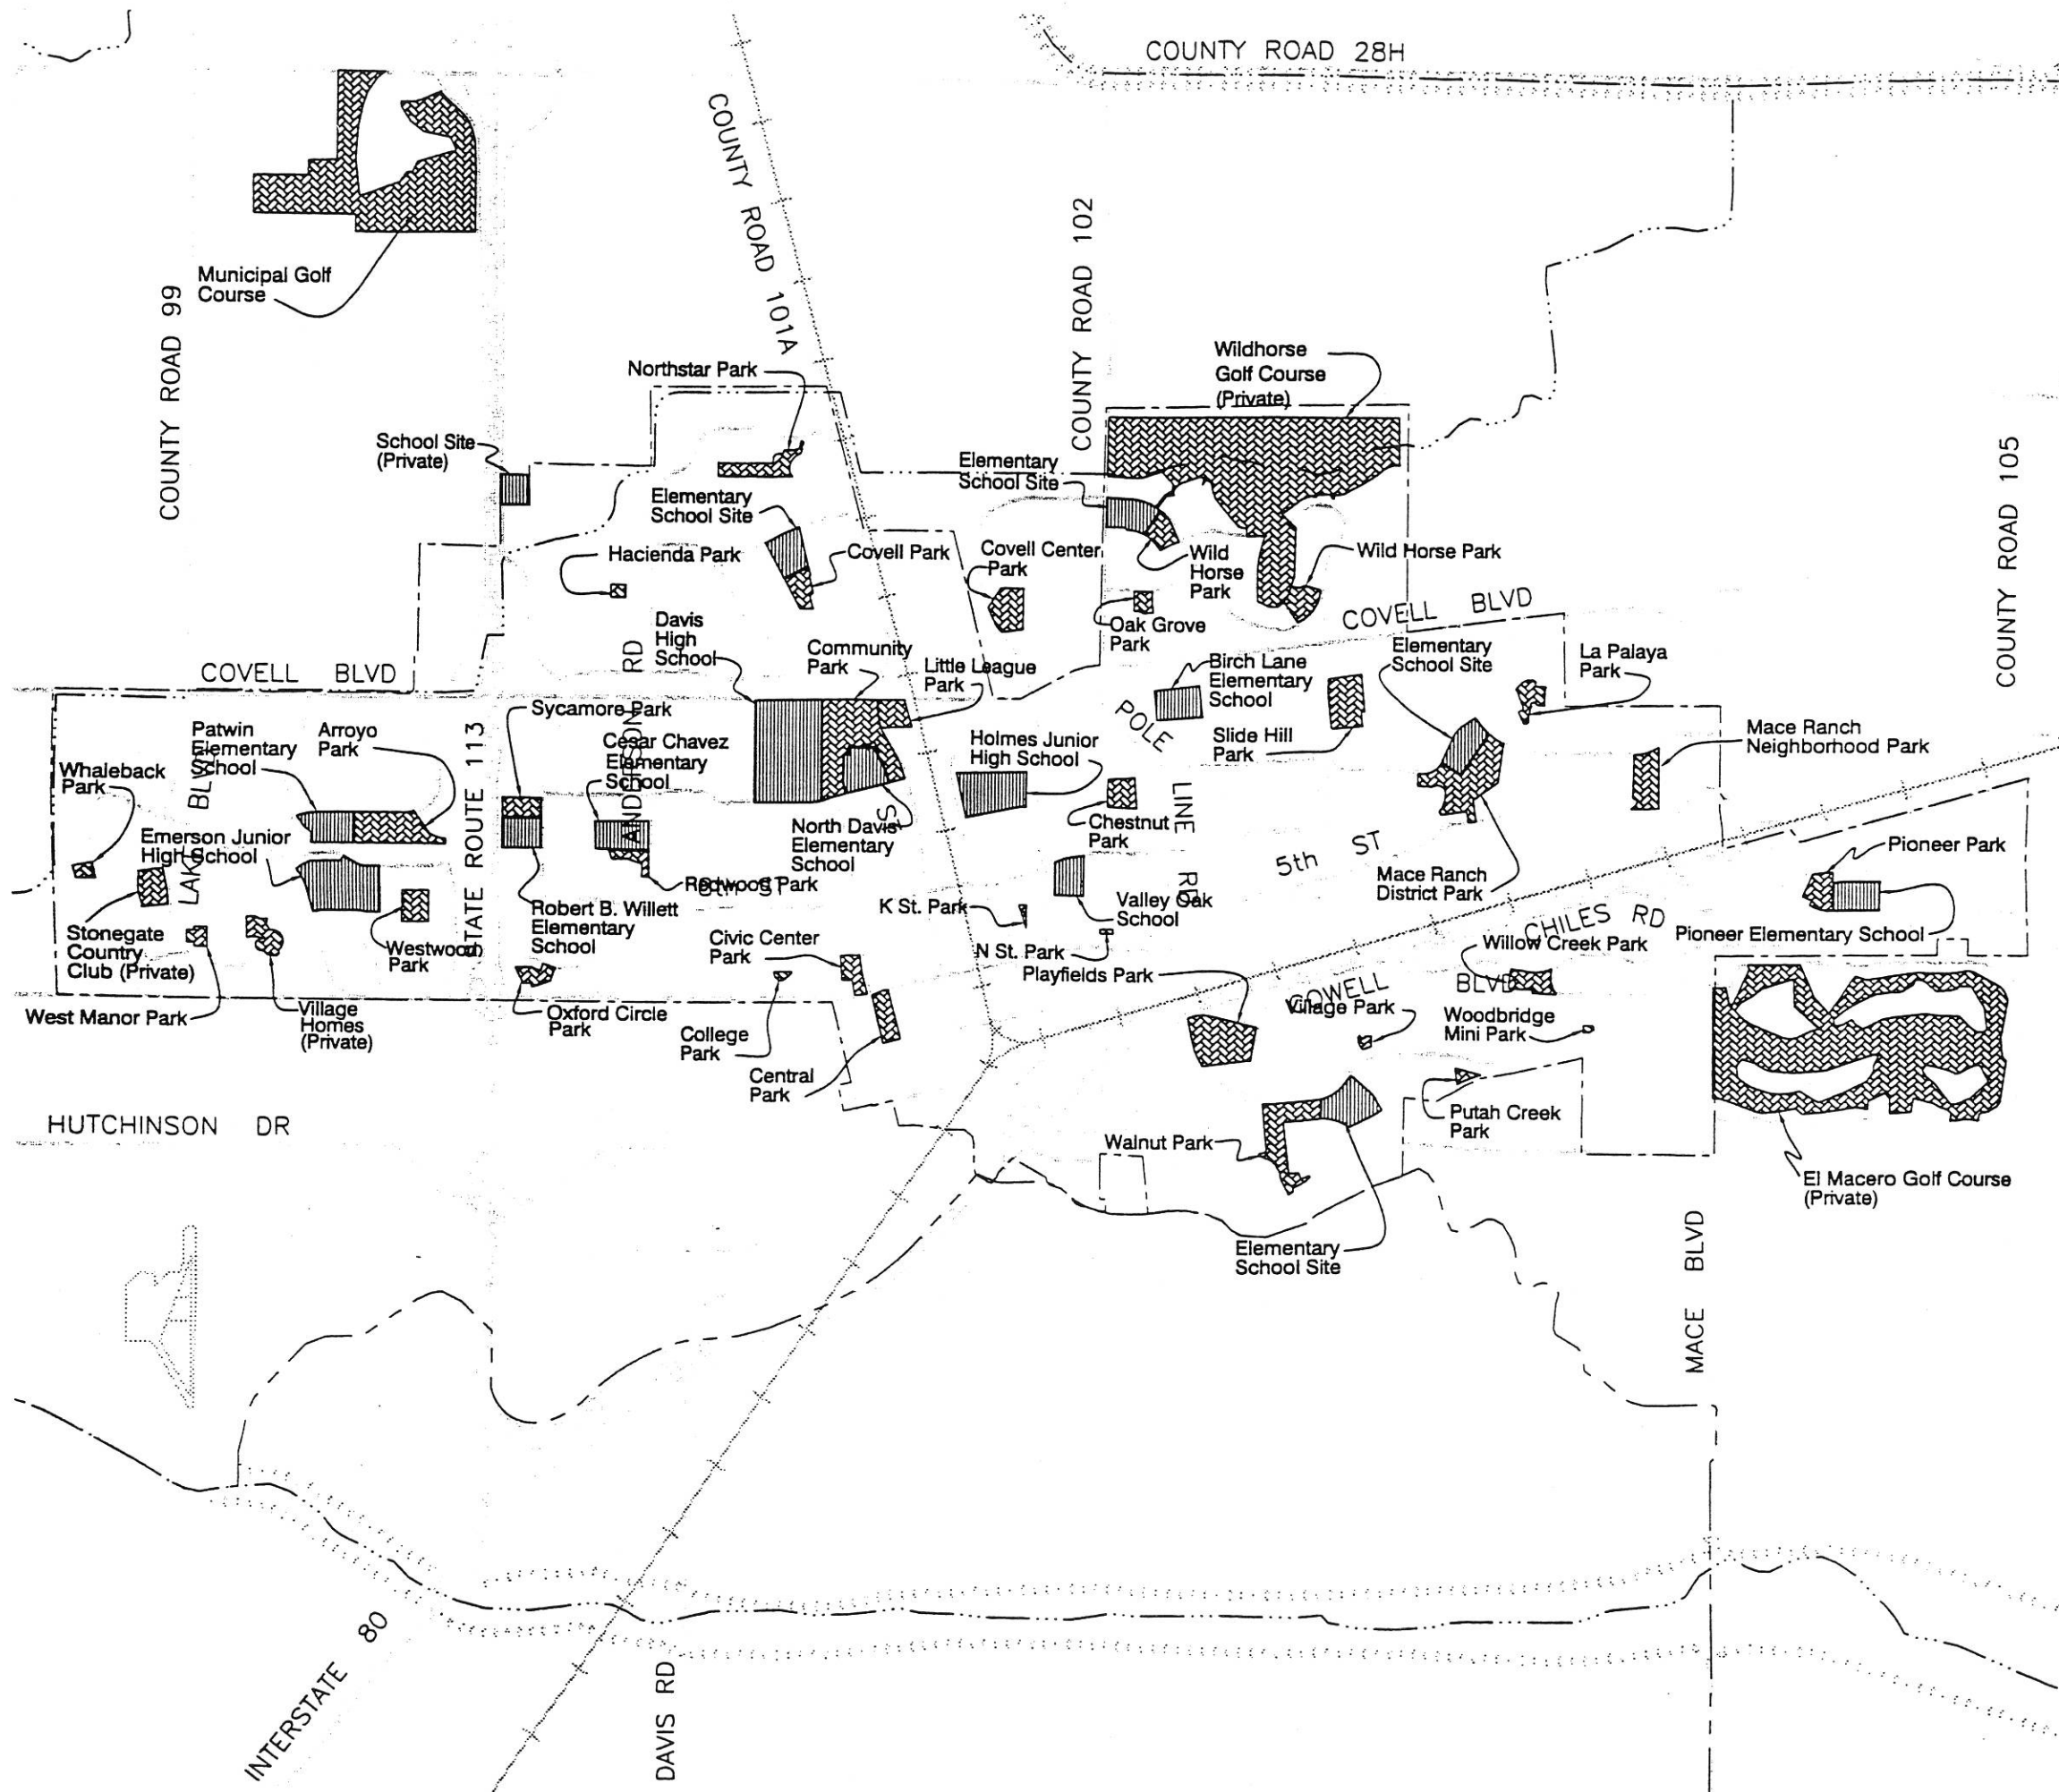 COUNTY ROAD 28H
COUNTY ROAD 101A
COUNTY ROAD 102
Municipal Golf
Course
COUNTY ROAD 99
Northstar Park
Wildhorse
Golf Course
(Private)
School Site
(Private)
Elementary
School Site
Elementary
School Site
COUNTY ROAD 105
Hacienda Park
Covell Park
Covell Center
Park
Wild
Horse
Park
Wild Horse Park
Oak Grove
Park
COVELL BLVD
Davis
High
School
ANDERSON RD
Community
Park
Little League
Park
Birch Lane
Elementary
School
Elementary
School Site
La Palaya
Park
COVELL BLVD
Sycamore Park
Patwin
Elementary
School
Arroyo
Park
STATE ROUTE 113
Cesar Chavez
Elementary
School
Holmes Junior
High School
POLE LINE RD
Slide Hill
Park
Mace Ranch
Neighborhood Park
Whaleback
Park
LAKE BLVD
Emerson Junior
High School
North Davis
Elementary
School
Chestnut
Park
5th ST
Mace Ranch
District Park
Pioneer Park
Redwood Park
Robert B. Willett
Elementary
School
K St. Park
Valley Oak
School
CHILES RD
Pioneer Elementary School
Stonegate
Country
Club (Private)
Westwood
Park
Civic Center
Park
N St. Park
Playfields Park
Willow Creek Park
COWELL BLVD
West Manor Park
Village
Homes
(Private)
Oxford Circle
Park
College
Park
Village Park
Woodbridge
Mini Park
Central
Park
HUTCHINSON DR
Putah Creek
Park
Walnut Park
El Macero Golf Course
(Private)
Elementary
School Site
MACE BLVD
INTERSTATE 80
DAVIS RD